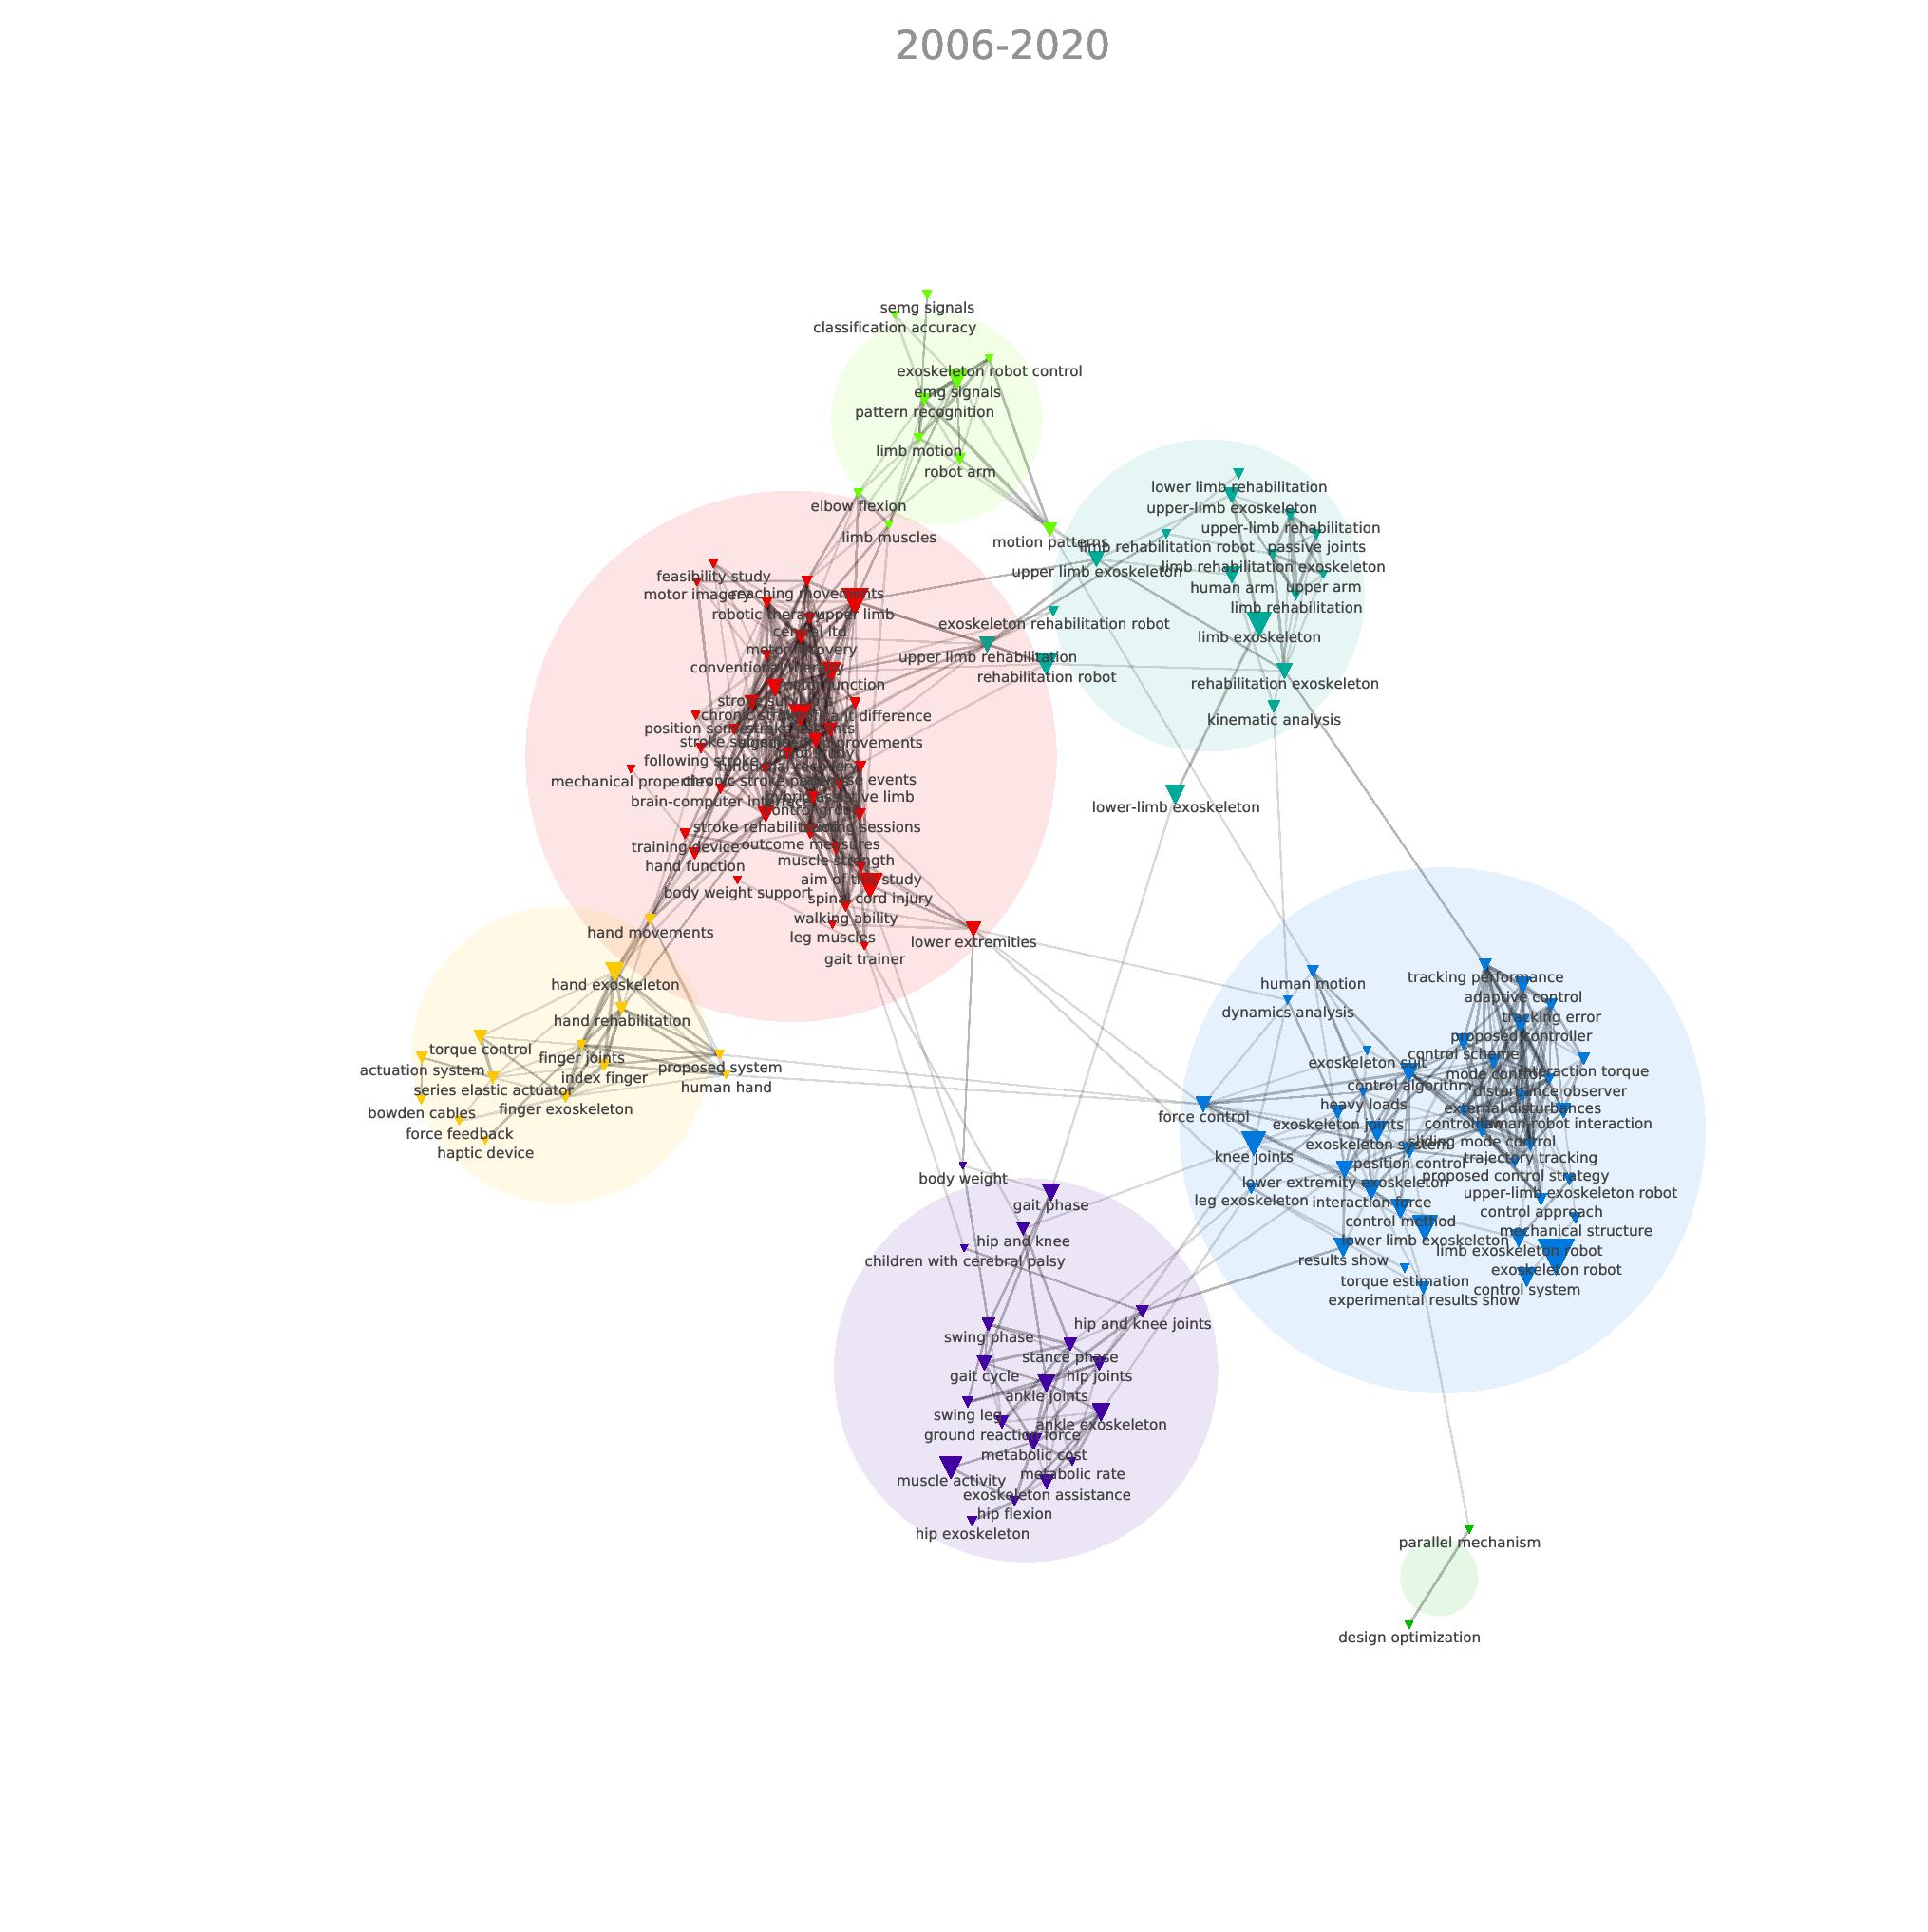 2006-2020
semg signals
classification accuracy
exoskeleton robot control
emg signals
pattern recognition
limb motion
robot arm
elbow flexion
limb muscles
motion patterns
lower limb rehabilitation
upper-limb exoskeleton
upper-limb rehabilitation
limb rehabilitation robot
passive joints
upper limb exoskeleton
limb rehabilitation exoskeleton
human arm
upper arm
limb rehabilitation
exoskeleton rehabilitation robot
limb exoskeleton
upper limb rehabilitation
rehabilitation robot
rehabilitation exoskeleton
kinematic analysis
lower-limb exoskeleton
feasibility study
motor imagery
reaching movements
robotic therapy
upper limb
motor recovery
conventional therapy
motor function
stroke survivors
chronic stroke
significant difference
position sense
stroke patients
stroke subjects
significant improvements
following stroke
functional recovery
mechanical properties
chronic stroke patients
adverse events
brain-computer interface
hybrid assistive limb
control group
stroke rehabilitation
training sessions
training device
outcome measures
hand function
muscle strength
body weight support
aim of this study
spinal cord injury
walking ability
leg muscles
gait trainer
lower extremities
hand movements
hand exoskeleton
hand rehabilitation
torque control
finger joints
actuation system
index finger
proposed system
series elastic actuator
human hand
bowden cables
finger exoskeleton
force feedback
haptic device
human motion
dynamics analysis
tracking performance
adaptive control
tracking error
proposed controller
control scheme
exoskeleton suit
mode control
interaction torque
control algorithm
disturbance observer
heavy loads
external disturbances
force control
exoskeleton joints
control law
human-robot interaction
exoskeleton system
sliding mode control
knee joints
position control
trajectory tracking
proposed control strategy
lower extremity exoskeleton
leg exoskeleton
interaction force
upper-limb exoskeleton robot
control approach
control method
mechanical structure
lower limb exoskeleton
limb exoskeleton robot
results show
exoskeleton robot
torque estimation
control system
experimental results show
body weight
gait phase
hip and knee
children with cerebral palsy
hip and knee joints
swing phase
stance phase
gait cycle
hip joints
ankle joints
swing leg
ankle exoskeleton
ground reaction force
metabolic cost
metabolic rate
muscle activity
exoskeleton assistance
hip flexion
hip exoskeleton
parallel mechanism
design optimization